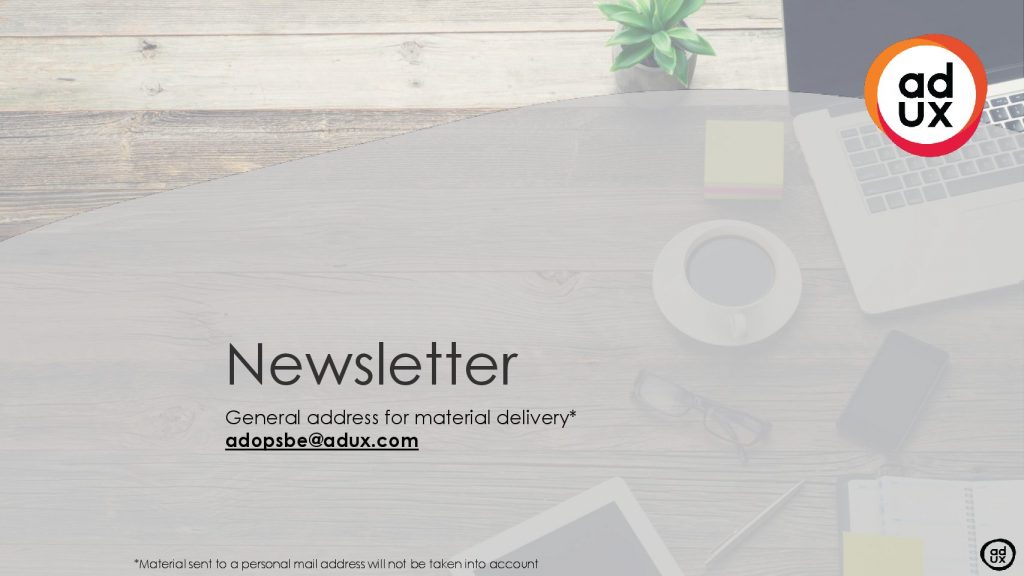 ad
ux
Newsletter
General address for material delivery*
adopsbe@adux.com
*Material sent to a personal mail address will not be taken into account
ad
ux